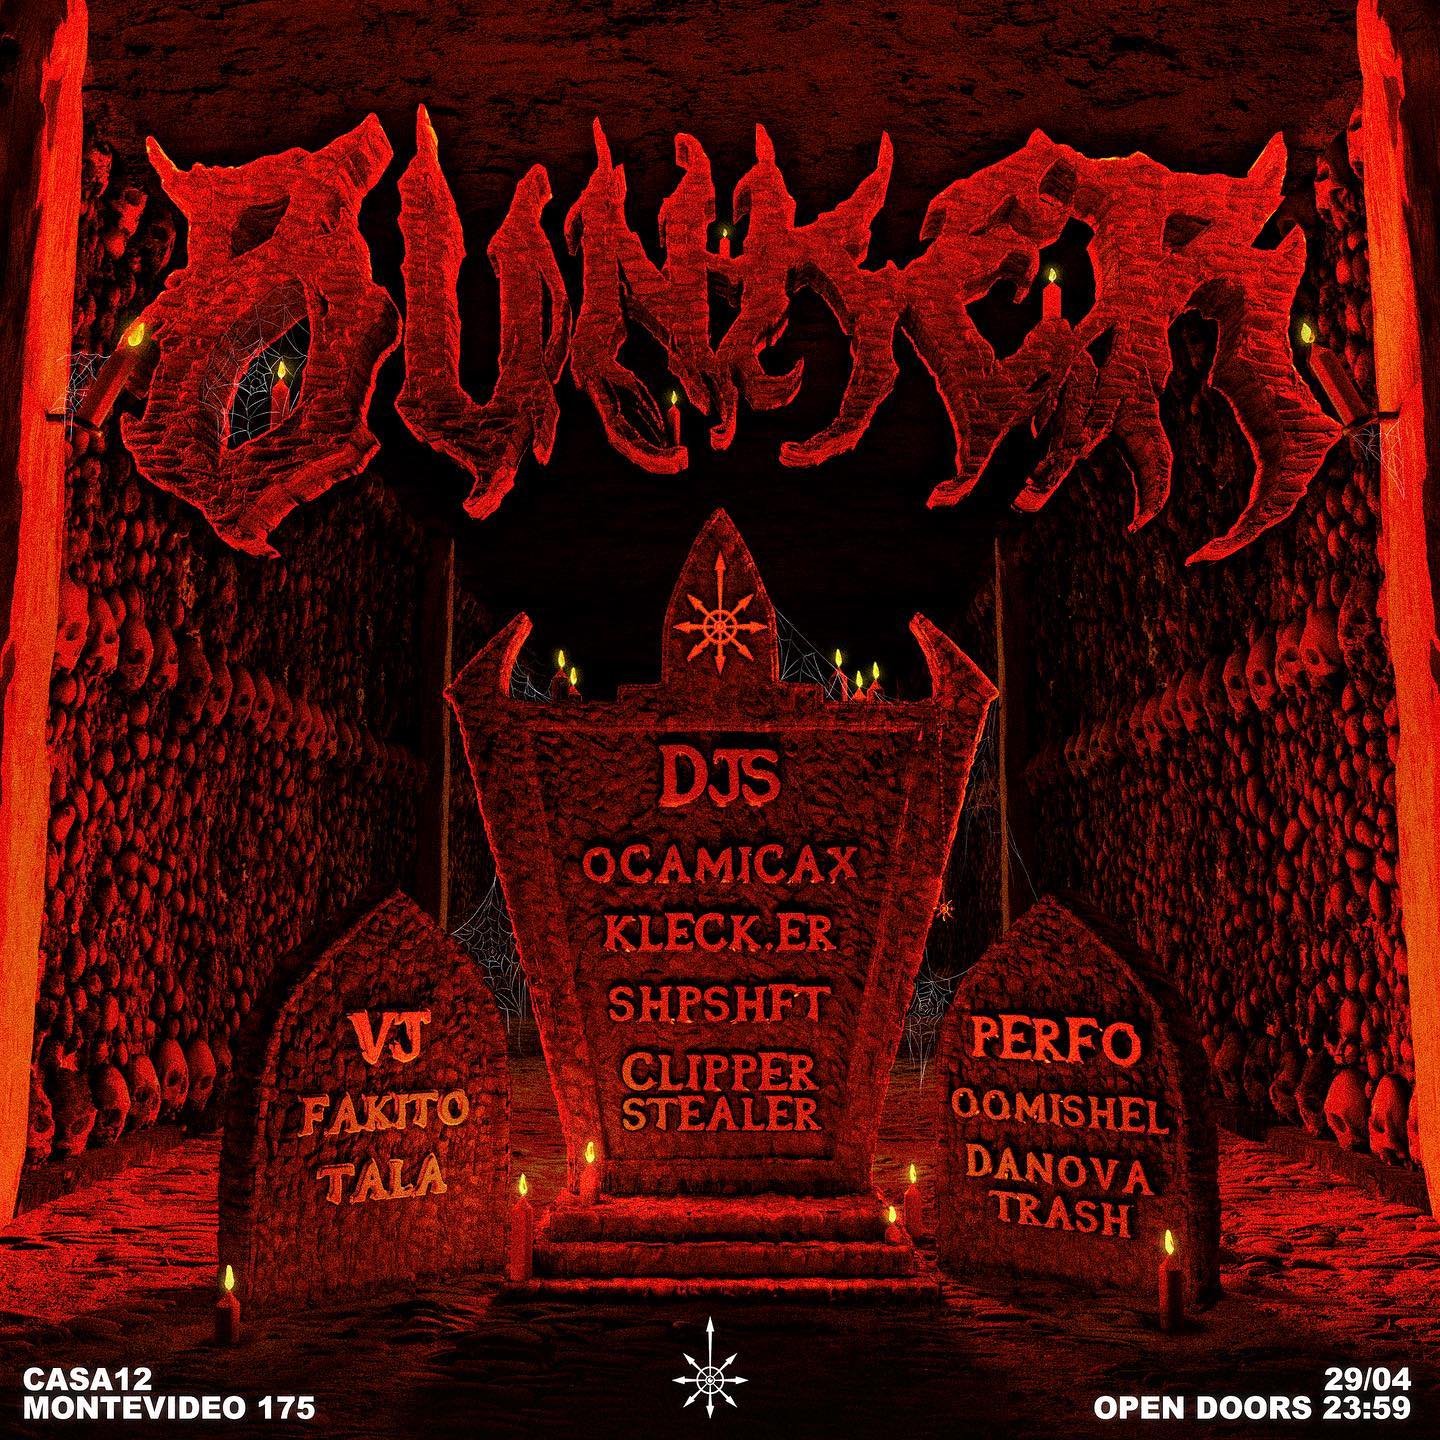 BUNKER
DJS
OCAMICAX
KLECK.ER
SHPSHFT
CLIPPER
STEALER
VJ
FAKITO
TALA
PERFO
OOMISHEL
DANOVA
TRASH
CASA12
MONTEVIDEO 175
29/04
OPEN DOORS 23:59